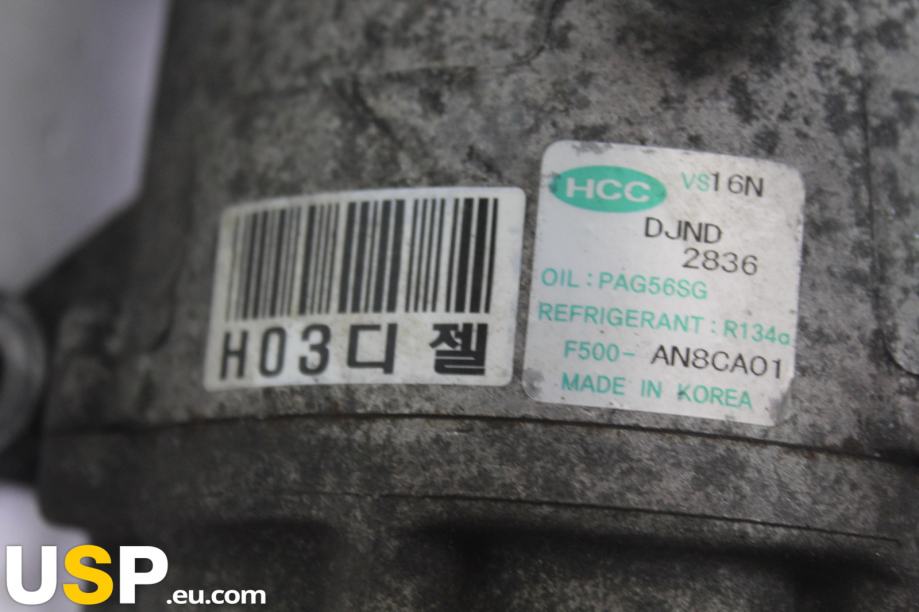 H03디젤
HCC VS16N
DJND
2836
OIL : PAG56SG
REFRIGERANT : R134a
F500- AN8CA01
MADE IN KOREA
USP.eu.com